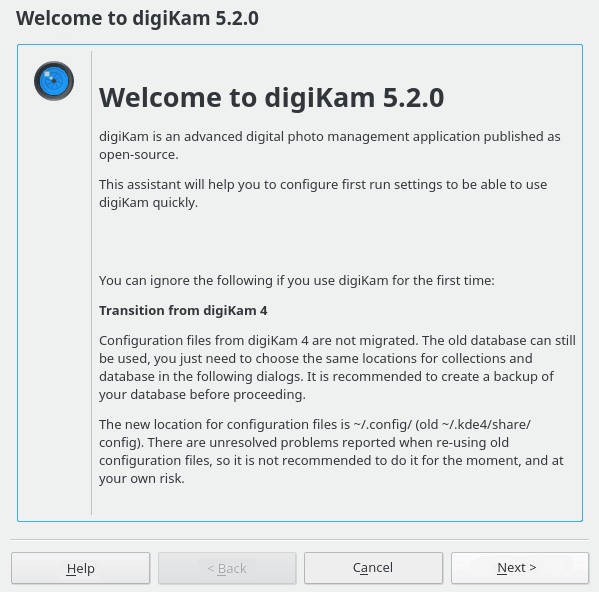 Welcome to digiKam 5.2.0
Welcome to digiKam 5.2.0
digiKam is an advanced digital photo management application published as
open-source.
This assistant will help you to configure first run settings to be able to use
digiKam quickly.
You can ignore the following if you use digiKam for the first time:
Transition from digiKam 4
Configuration files from digiKam 4 are not migrated. The old database can still
be used, you just need to choose the same locations for collections and
database in the following dialogs. It is recommended to create a backup of
your database before proceeding.
The new location for configuration files is ~/.config/ (old ~/.kde4/share/
config). There are unresolved problems reported when re-using old
configuration files, so it is not recommended to do it for the moment, and at
your own risk.
Help < Back Cancel Next >